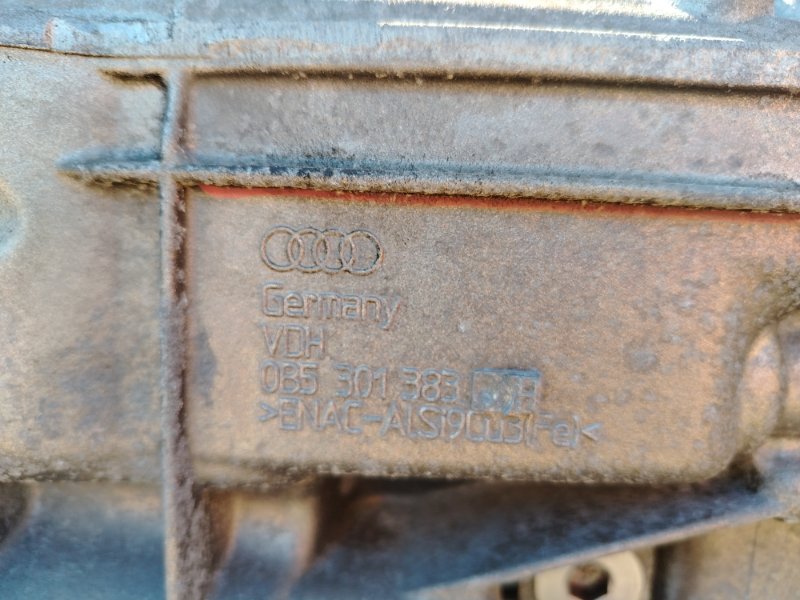 Germany
VDH
0B5 301 383
>ENAC-AlSi9Cu3(Fe)<